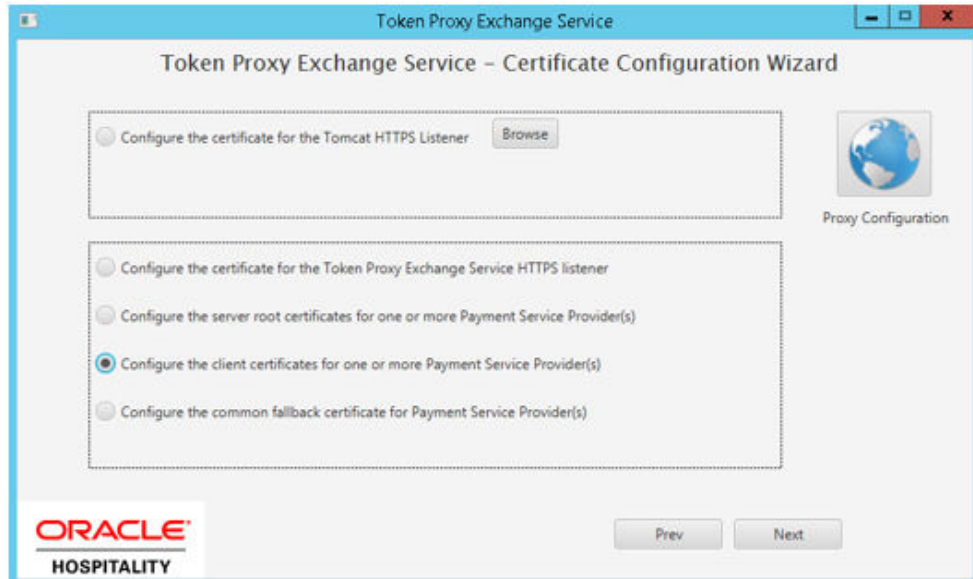 Token Proxy Exchange Service
Token Proxy Exchange Service – Certificate Configuration Wizard
Configure the certificate for the Tomcat HTTPS Listener
Browse
Proxy Configuration
Configure the certificate for the Token Proxy Exchange Service HTTPS listener
Configure the server root certificates for one or more Payment Service Provider(s)
Configure the client certificates for one or more Payment Service Provider(s)
Configure the common fallback certificate for Payment Service Provider(s)
Prev
Next
ORACLE®
HOSPITALITY